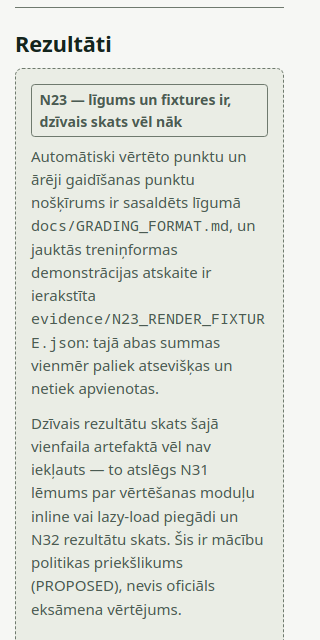 Rezultāti
N23 — līgums un fixtures ir,
dzīvais skats vēl nāk
Automātiski vērtēto punktu un
ārēji gaidīšanas punktu
nošķīrums ir sasaldēts līgumā
docs/GRADING_FORMAT.md, un
jauktās treniņformas
demonstrācijas atskaite ir
ierakstīta
evidence/N23_RENDER_FIXTUR
E.json: tajā abas summas
vienmēr paliek atsevišķas un
netiek apvienotas.
Dzīvais rezultātu skats šajā
vienfaila artefaktā vēl nav
iekļauts — to atslēgs N31
lēmums par vērtēšanas moduļu
inline vai lazy-load piegādi un
N32 rezultātu skats. Šis ir mācību
politikas priekšlikums
(PROPOSED), nevis oficiāls
eksāmena vērtējums.